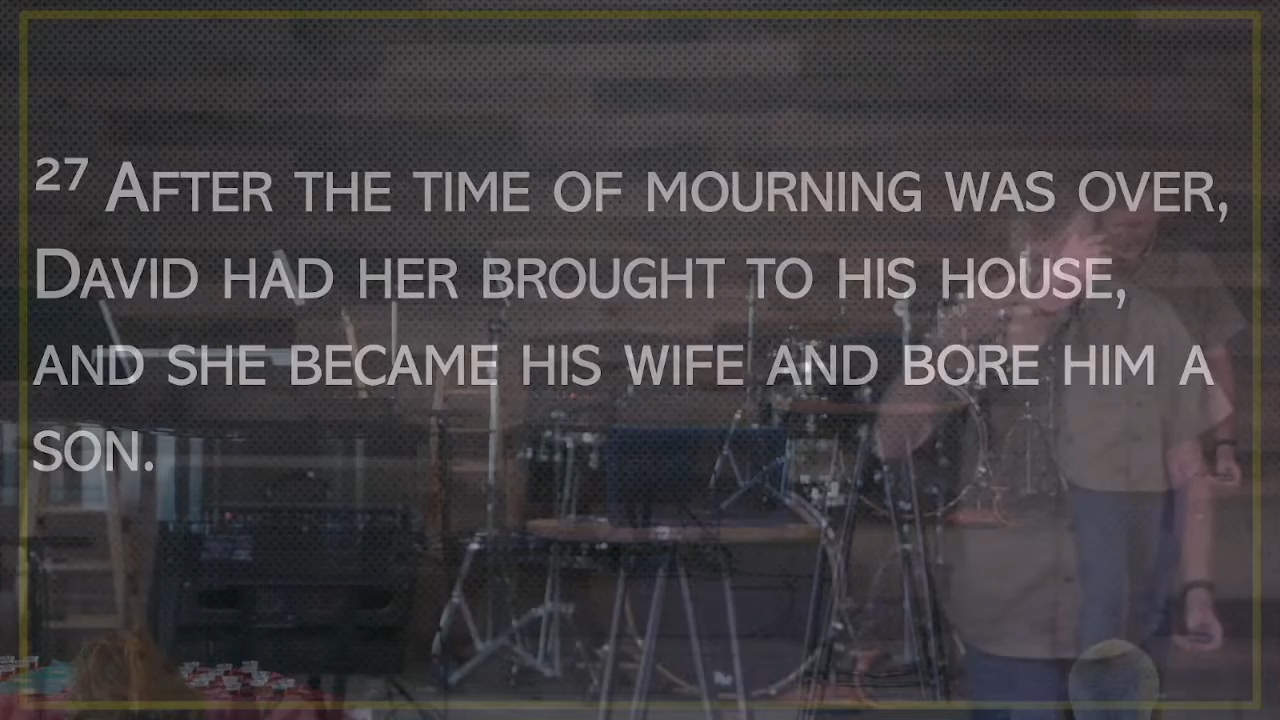 27 After the time of mourning was over,
David had her brought to his house,
and she became his wife and bore him a
son.